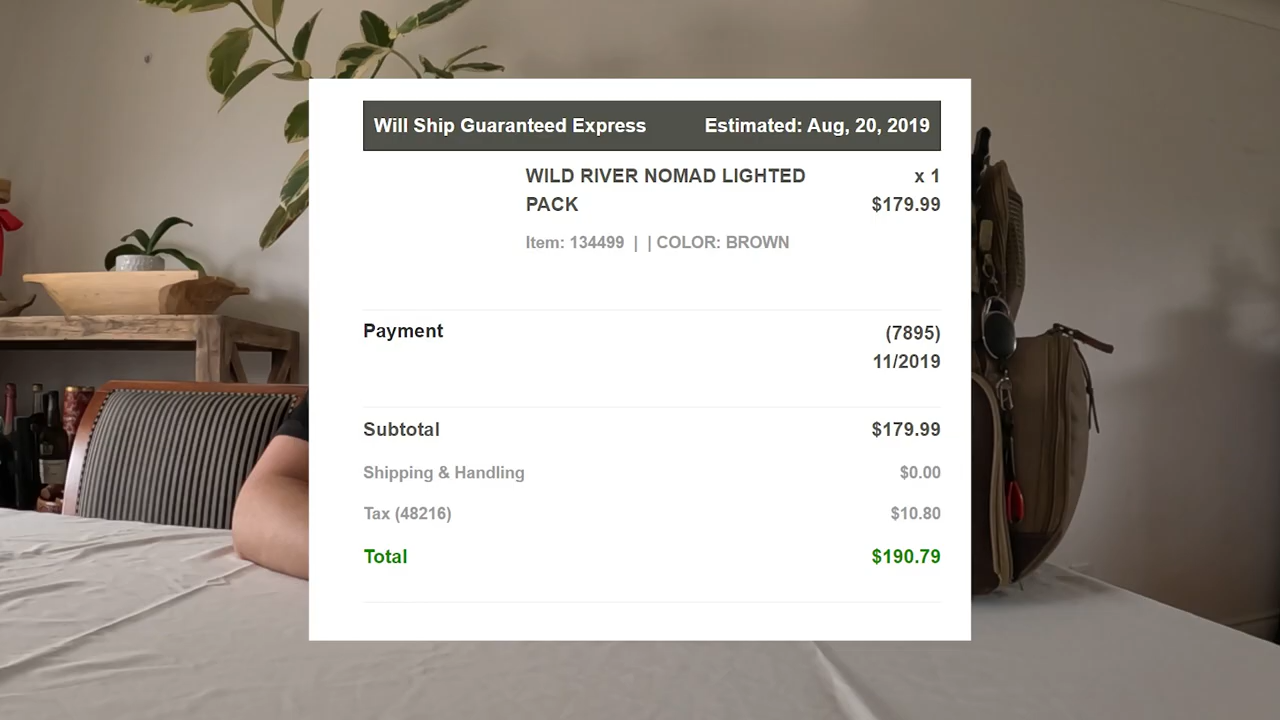 Will Ship Guaranteed Express Estimated: Aug, 20, 2019
WILD RIVER NOMAD LIGHTED x 1
PACK $179.99
Item: 134499 | | COLOR: BROWN
Payment (7895)
11/2019
Subtotal $179.99
Shipping & Handling $0.00
Tax (48216) $10.80
Total $190.79